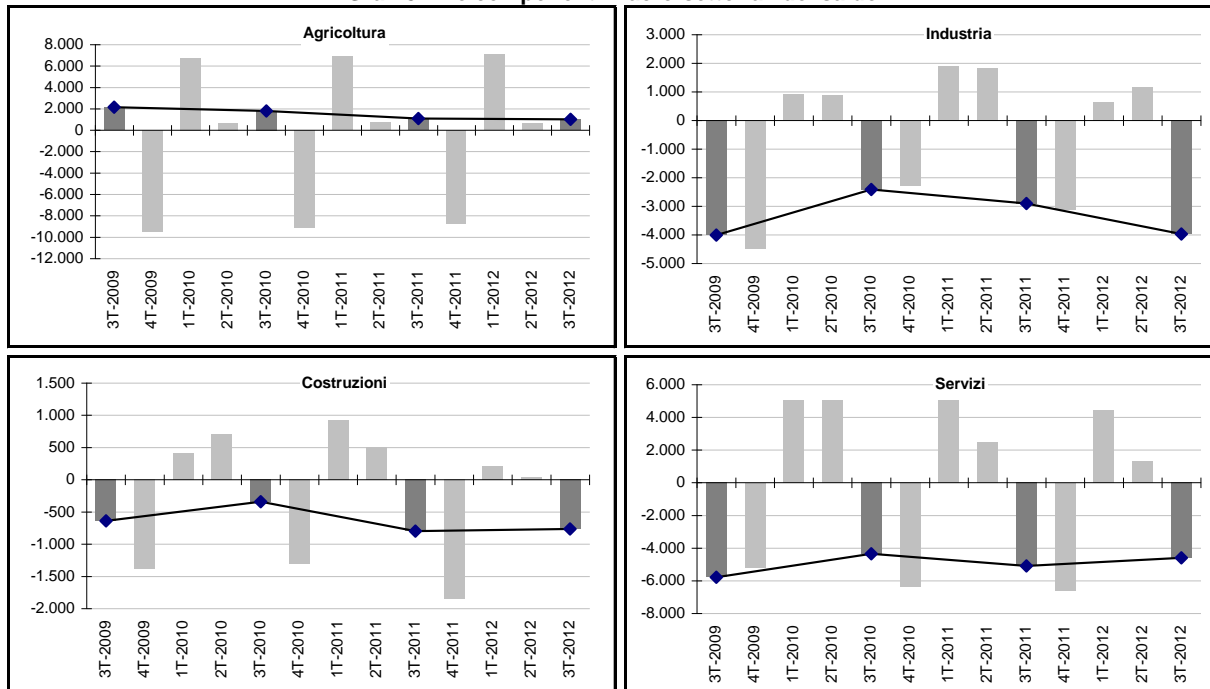 Agricoltura
8.000
6.000
4.000
2.000
0
-2.000
-4.000
-6.000
-8.000
-10.000
-12.000
3T-2009
4T-2009
1T-2010
2T-2010
3T-2010
4T-2010
1T-2011
2T-2011
3T-2011
4T-2011
1T-2012
2T-2012
3T-2012
Industria
3.000
2.000
1.000
0
-1.000
-2.000
-3.000
-4.000
-5.000
3T-2009
4T-2009
1T-2010
2T-2010
3T-2010
4T-2010
1T-2011
2T-2011
3T-2011
4T-2011
1T-2012
2T-2012
3T-2012
Costruzioni
1.500
1.000
500
0
-500
-1.000
-1.500
-2.000
3T-2009
4T-2009
1T-2010
2T-2010
3T-2010
4T-2010
1T-2011
2T-2011
3T-2011
4T-2011
1T-2012
2T-2012
3T-2012
Servizi
6.000
4.000
2.000
0
-2.000
-4.000
-6.000
-8.000
3T-2009
4T-2009
1T-2010
2T-2010
3T-2010
4T-2010
1T-2011
2T-2011
3T-2011
4T-2011
1T-2012
2T-2012
3T-2012